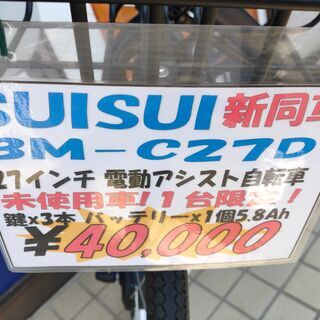 SUISUI 新同車
BM-C27D
27インチ 電動アシスト自転車
未使用車!1台限定!
鍵x3本 バッテリーx1個5.8Ah
¥40,000